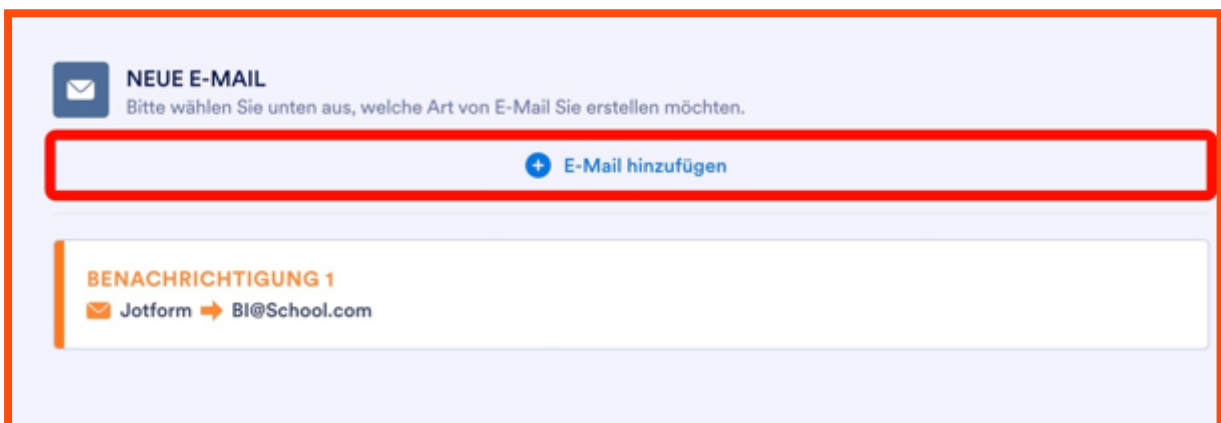 NEUE E-MAIL
Bitte wählen Sie unten aus, welche Art von E-Mail Sie erstellen möchten.
E-Mail hinzufügen
BENACHRICHTIGUNG 1
Jotform BI@School.com